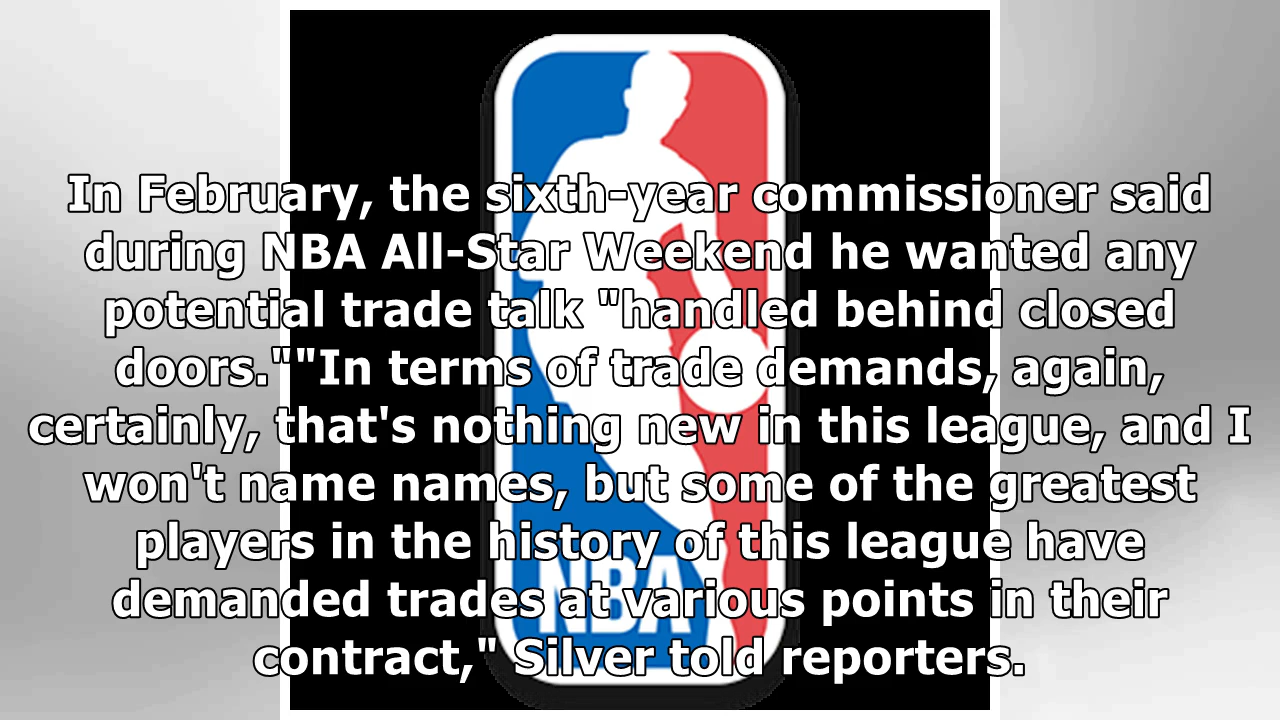 In February, the sixth-year commissioner said
during NBA All-Star Weekend he wanted any
potential trade talk "handled behind closed
doors.""In terms of trade demands, again,
certainly, that's nothing new in this league, and I
won't name names, but some of the greatest
players in the history of this league have
demanded trades at various points in their
NBA
contract," Silver told reporters.